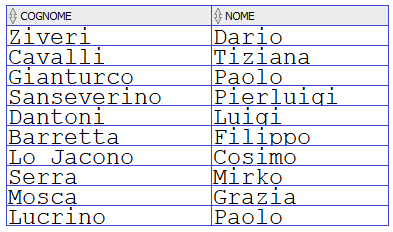 COGNOME NOME
Ziveri Dario
Cavalli Tiziana
Gianturco Paolo
Sanseverino Pierluigi
Dantoni Luigi
Barretta Filippo
Lo Jacono Cosimo
Serra Mirko
Mosca Grazia
Lucrino Paolo